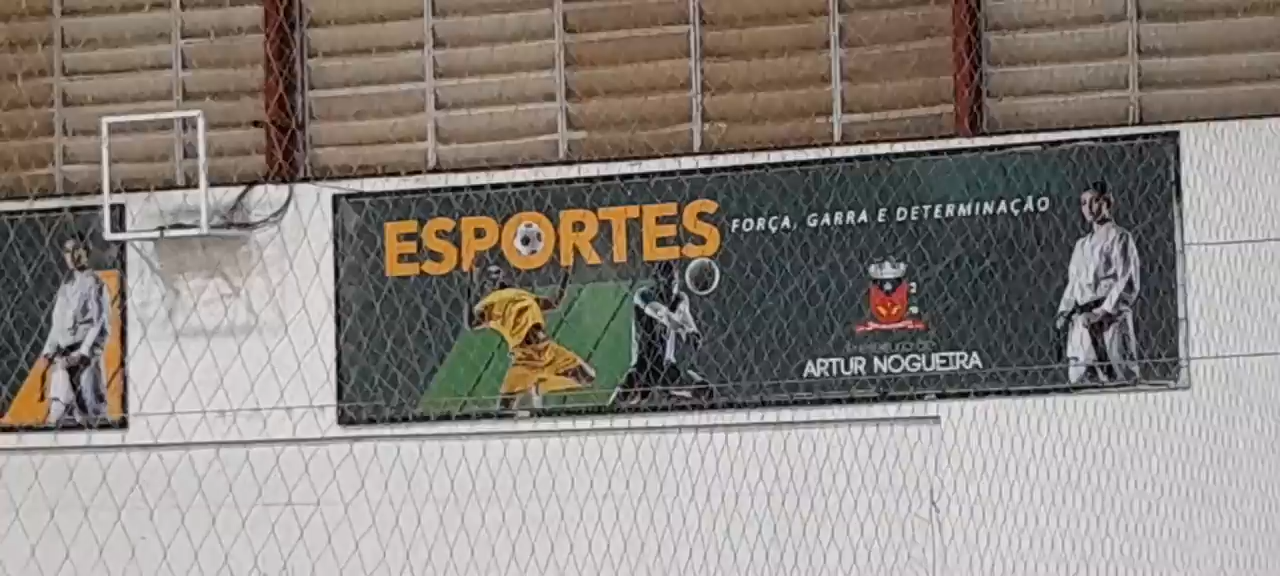 ESPORTES
FORÇA, GARRA E DETERMINAÇÃO
ARTUR NOGUEIRA